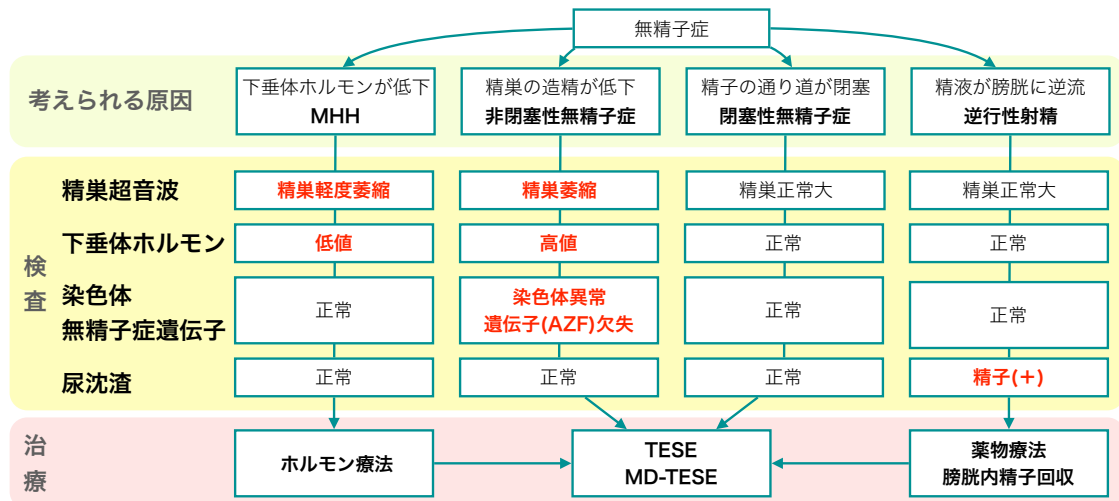 無精子症
考えられる原因
下垂体ホルモンが低下
MHH
精巣の造精が低下
非閉塞性無精子症
精子の通り道が閉塞
閉塞性無精子症
精液が膀胱に逆流
逆行性射精
検査
精巣超音波
精巣軽度萎縮
精巣萎縮
精巣正常大
精巣正常大
下垂体ホルモン
低値
高値
正常
正常
染色体
無精子症遺伝子
正常
染色体異常
遺伝子(AZF)欠失
正常
正常
尿沈渣
正常
正常
正常
精子(+)
治療
ホルモン療法
TESE
MD-TESE
薬物療法
膀胱内精子回収